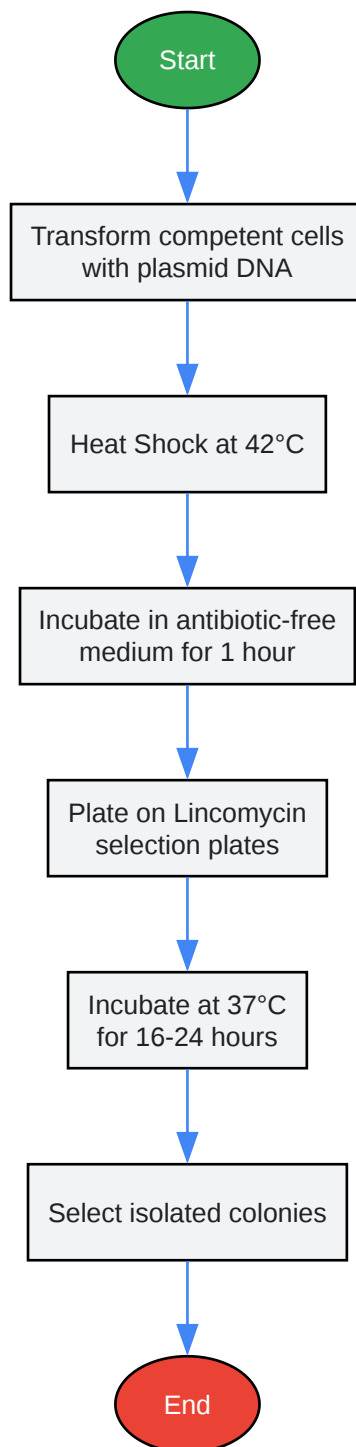 Start
Transform competent cells
with plasmid DNA
Heat Shock at 42°C
Incubate in antibiotic-free
medium for 1 hour
Plate on Lincomycin
selection plates
Incubate at 37°C
for 16-24 hours
Select isolated colonies
End